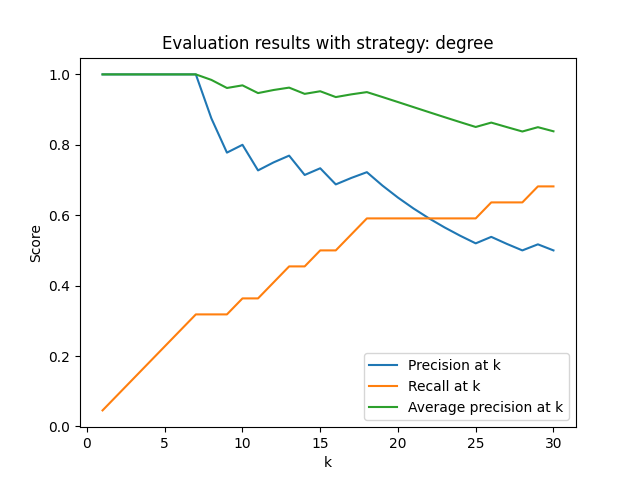 Evaluation results with strategy: degree
1.0
0.8
0.6
0.4
0.2
0.0
Score
0
5
10
15
20
25
30
k
Precision at k
Recall at k
Average precision at k